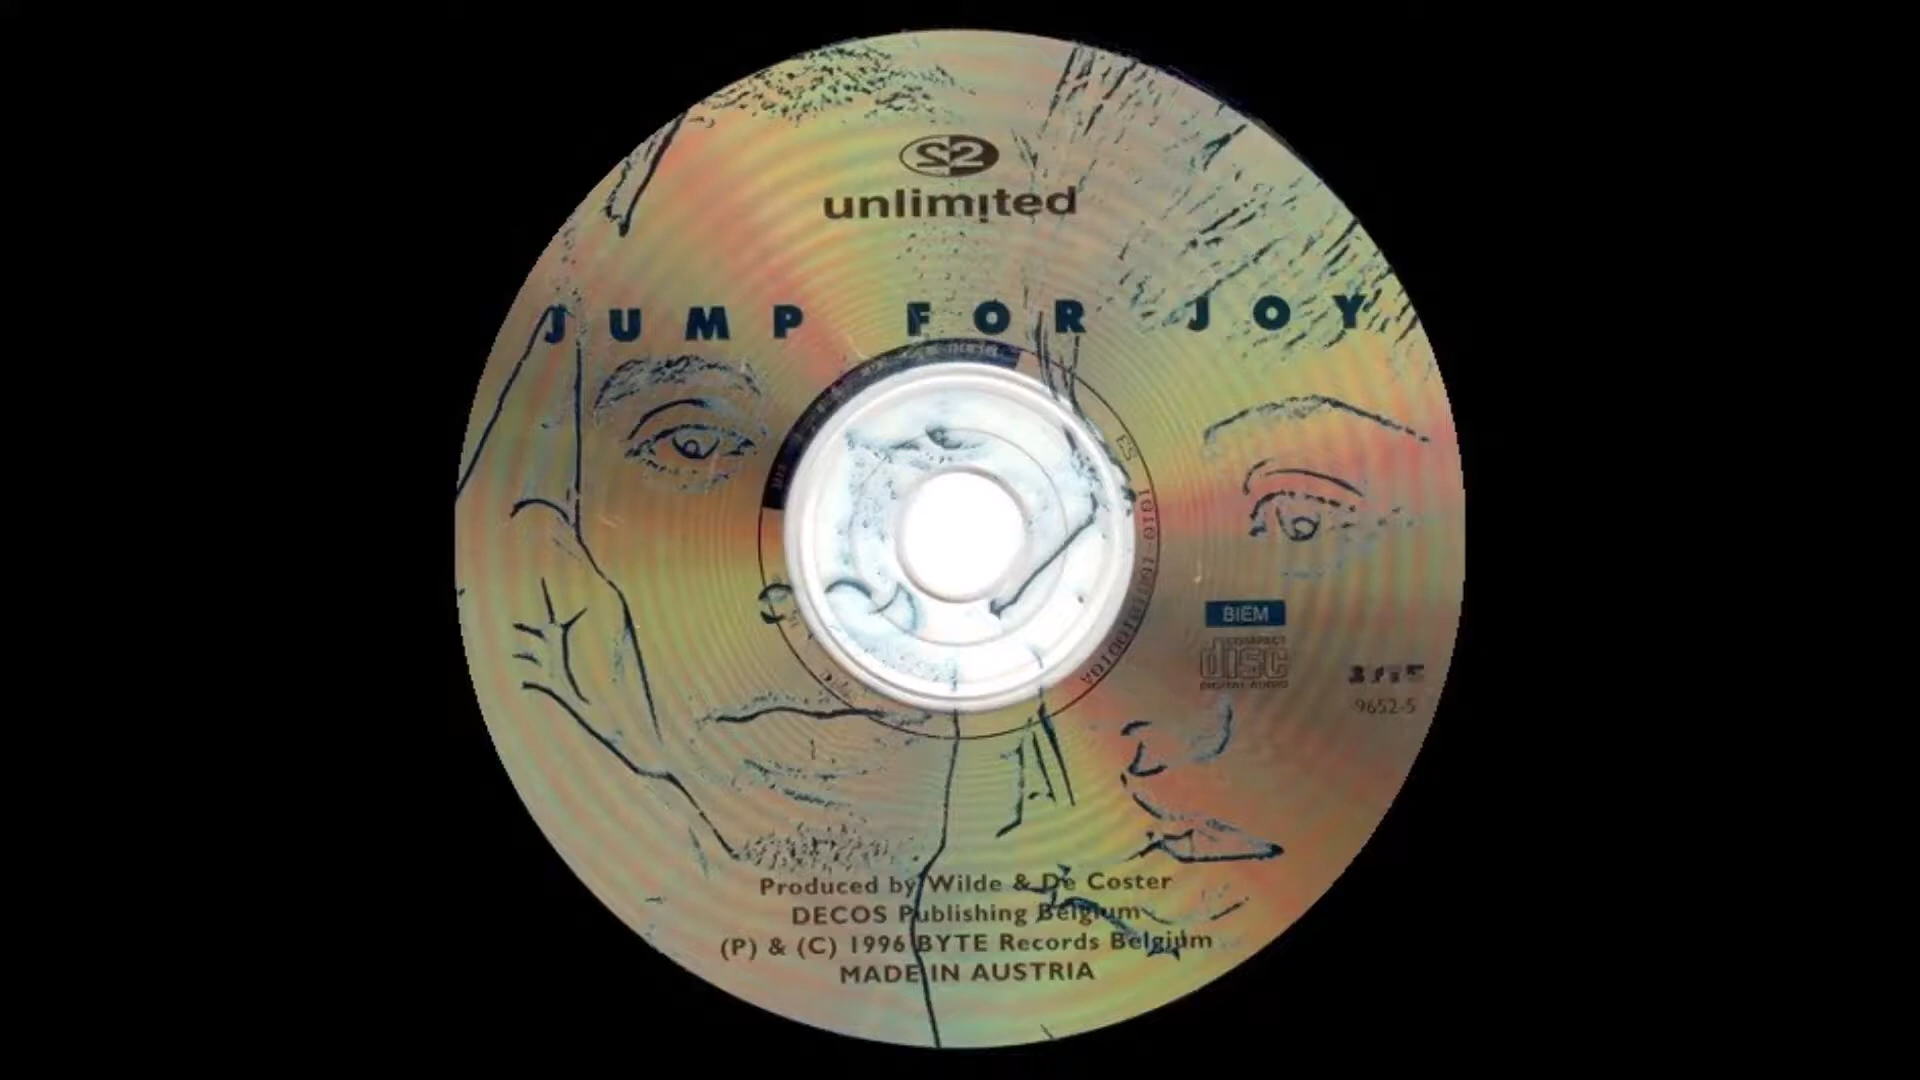 2
unlimited
JUMP FOR JOY
BIEM
COMPACT
disc
DIGITAL AUDIO
9652-5
Produced by Wilde & De Coster
DECOS Publishing Belgium
(P) & (C) 1996 BYTE Records Belgium
MADE IN AUSTRIA